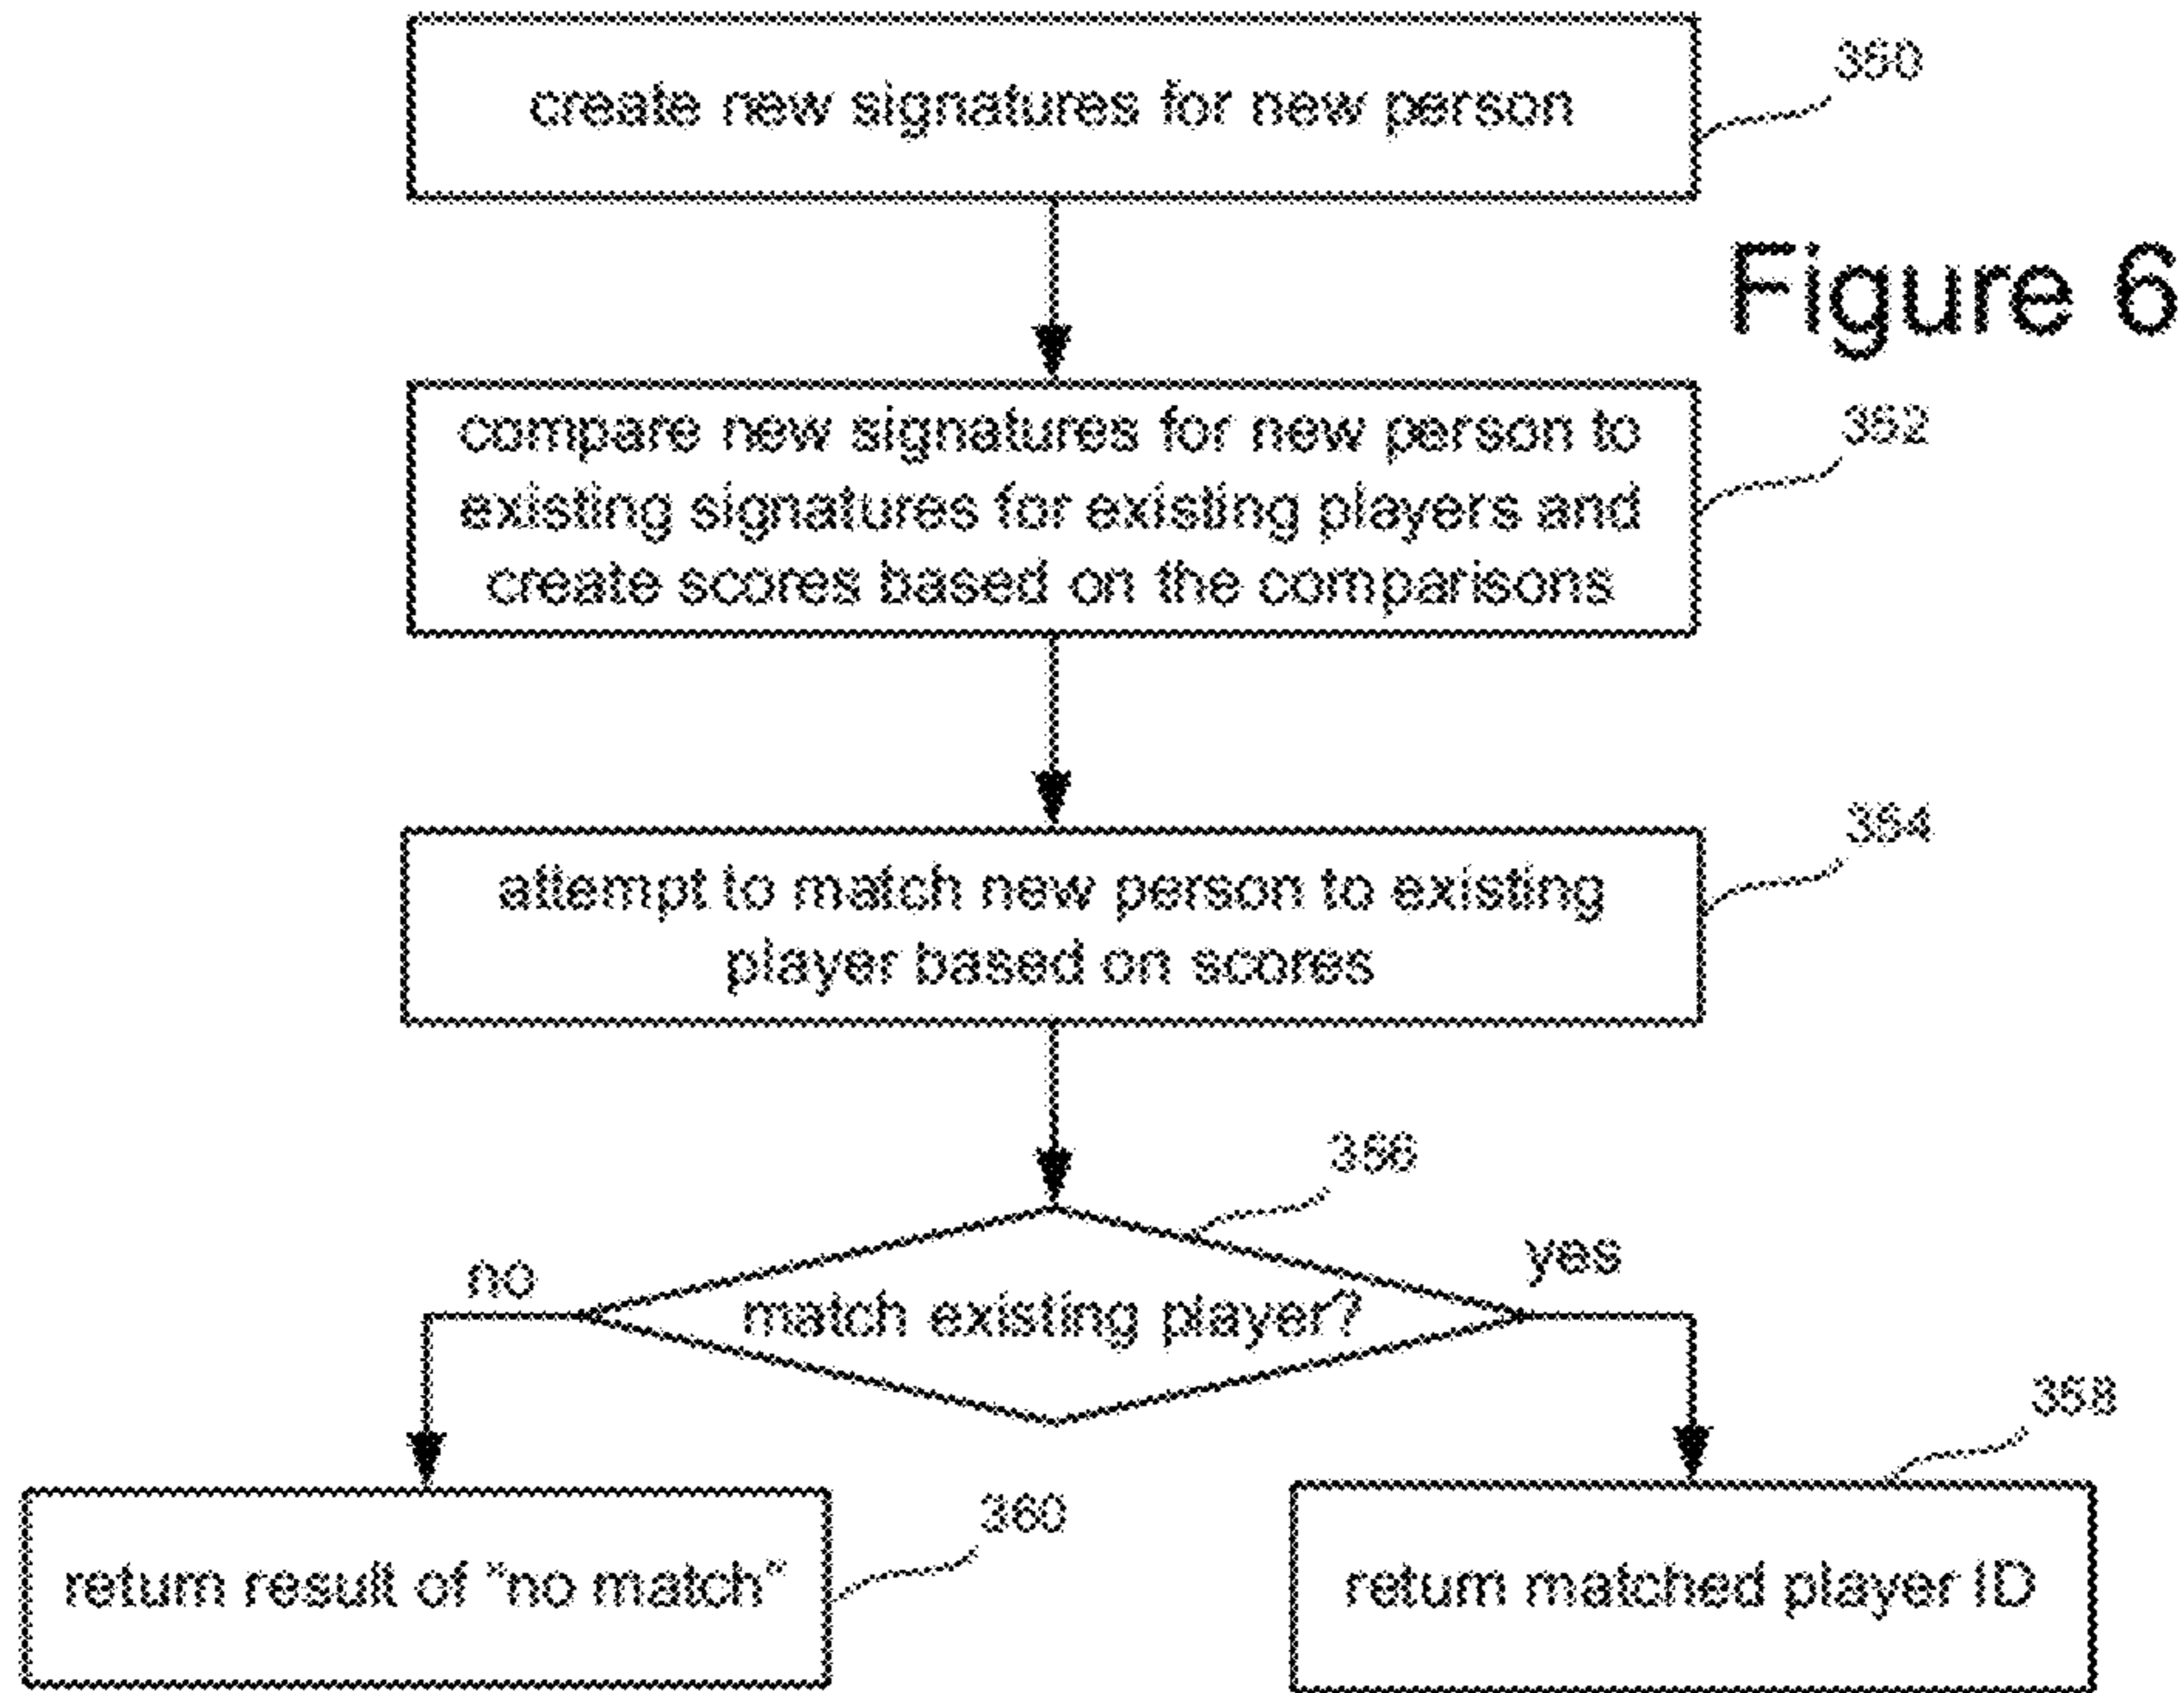 create new signatures for new person
350
Figure 6
compare new signatures for new person to
existing signatures for existing players and
create scores based on the comparisons
352
attempt to match new person to existing
player based on scores
354
356
no
yes
match existing player?
358
360
return result of "no match"
return matched player ID